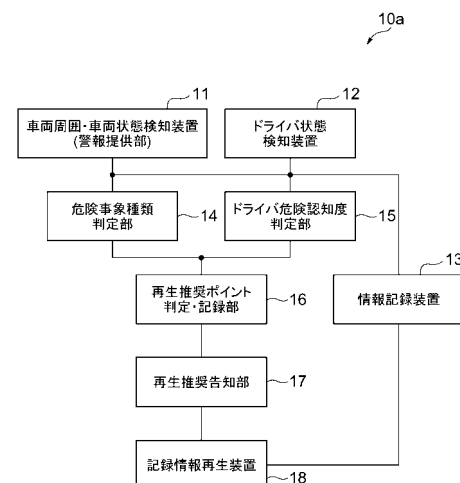 10a
11
車両周囲・車両状態検知装置
(警報提供部)
12
ドライバ状態
検知装置
危険事象種類
判定部
14
ドライバ危険認知度
判定部
15
13
再生推奨ポイント
判定・記録部
16
情報記録装置
再生推奨告知部
17
記録情報再生装置
18